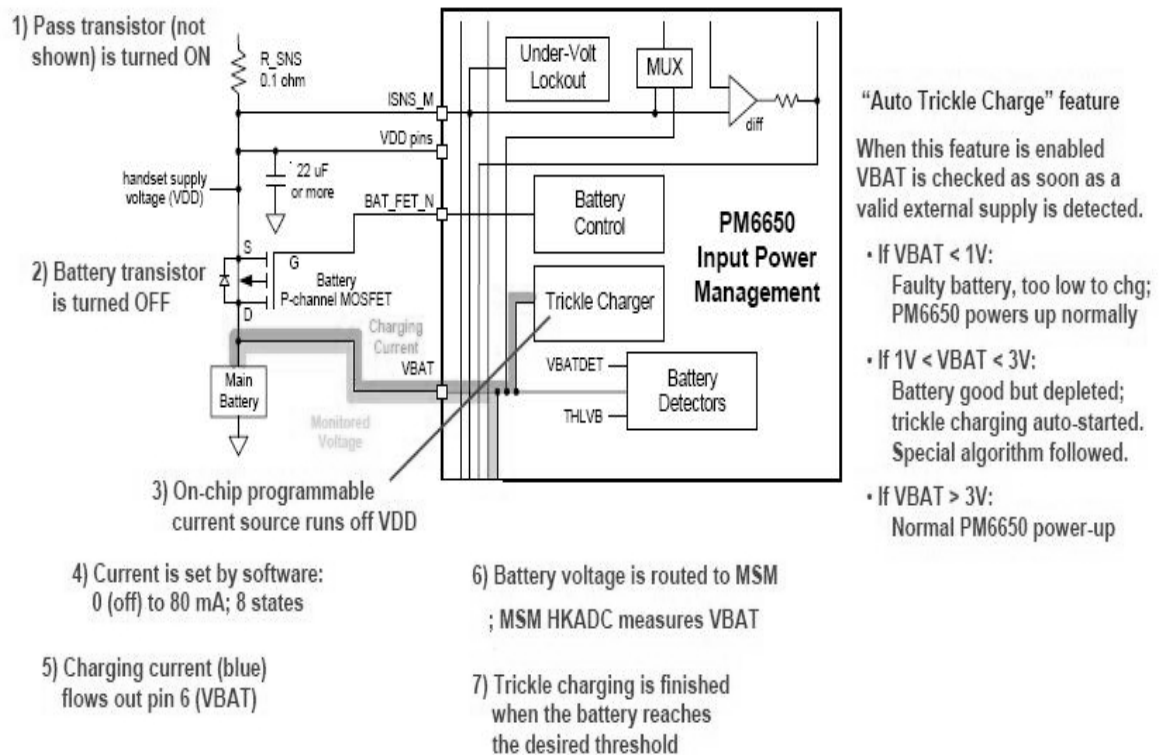 1) Pass transistor (not
shown) is turned ON
R_SNS
0.1 ohm
ISNS_M
VDD pins
22 uF
or more
handset supply
voltage (VDD)
BAT_FET_N
S
G
D
Battery
P-channel MOSFET
2) Battery transistor
is turned OFF
Charging
Current
VBAT
Main
Battery
Monitored
Voltage
Under-Volt
Lockout
MUX
diff
Battery
Control
PM6650
Input Power
Management
Trickle Charger
VBATDET
THLVB
Battery
Detectors
3) On-chip programmable
current source runs off VDD
4) Current is set by software:
0 (off) to 80 mA; 8 states
5) Charging current (blue)
flows out pin 6 (VBAT)
6) Battery voltage is routed to MSM
; MSM HKADC measures VBAT
7) Trickle charging is finished
when the battery reaches
the desired threshold
“Auto Trickle Charge” feature
When this feature is enabled
VBAT is checked as soon as a
valid external supply is detected.
• If VBAT < 1V:
Faulty battery, too low to chg;
PM6650 powers up normally
• If 1V < VBAT < 3V:
Battery good but depleted;
trickle charging auto-started.
Special algorithm followed.
• If VBAT > 3V:
Normal PM6650 power-up